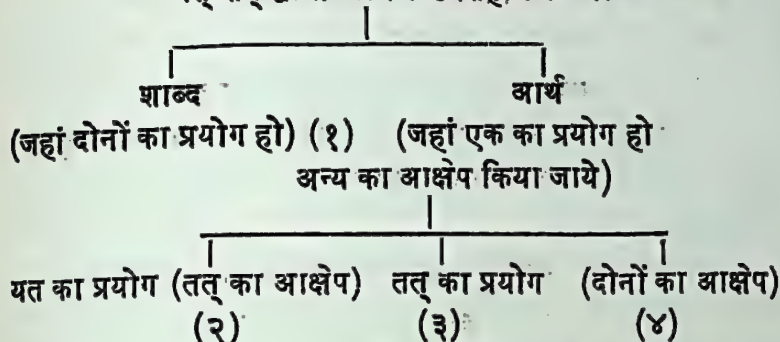 शाब्द आर्थ
(जहां दोनों का प्रयोग हो) (१) (जहां एक का प्रयोग हो
अन्य का आक्षेप किया जाये)
यत का प्रयोग (तत् का आक्षेप) तत् का प्रयोग (दोनों का आक्षेप)
(२) (३) (४)